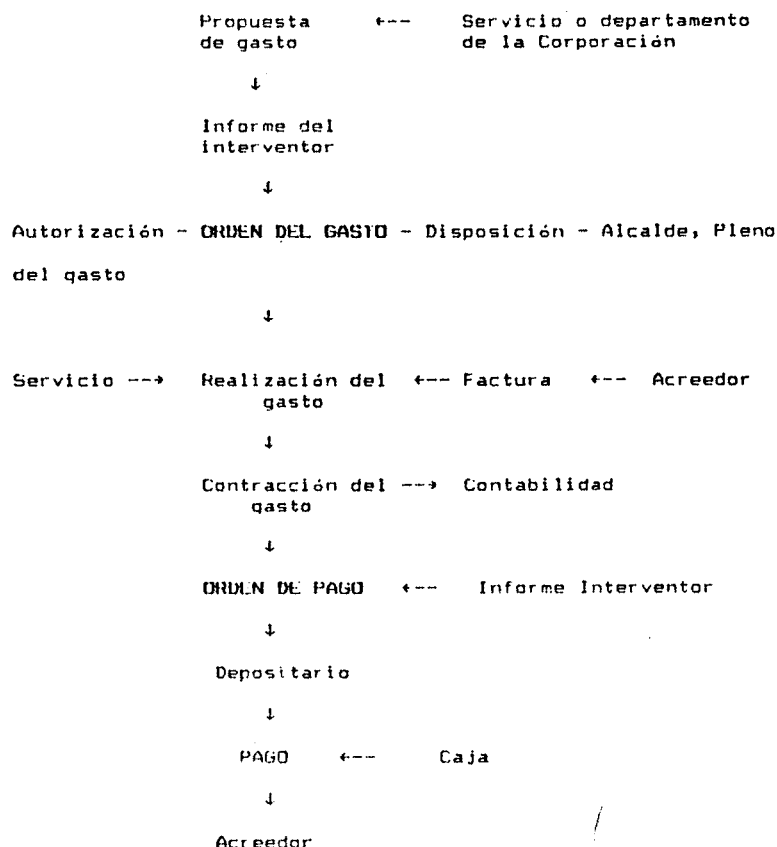 Propuesta ←-- Servicio o departamento
de gasto de la Corporación
↓
Informe del
interventor
↓
Autorización - ORDEN DEL GASTO - Disposición - Alcalde, Pleno
del gasto
↓
Servicio --→ Realización del ←-- Factura ←-- Acreedor
gasto
↓
Contracción del --→ Contabilidad
gasto
↓
ORDEN DE PAGO ←-- Informe Interventor
↓
Depositario
↓
PAGO ←-- Caja
↓
Acreedor